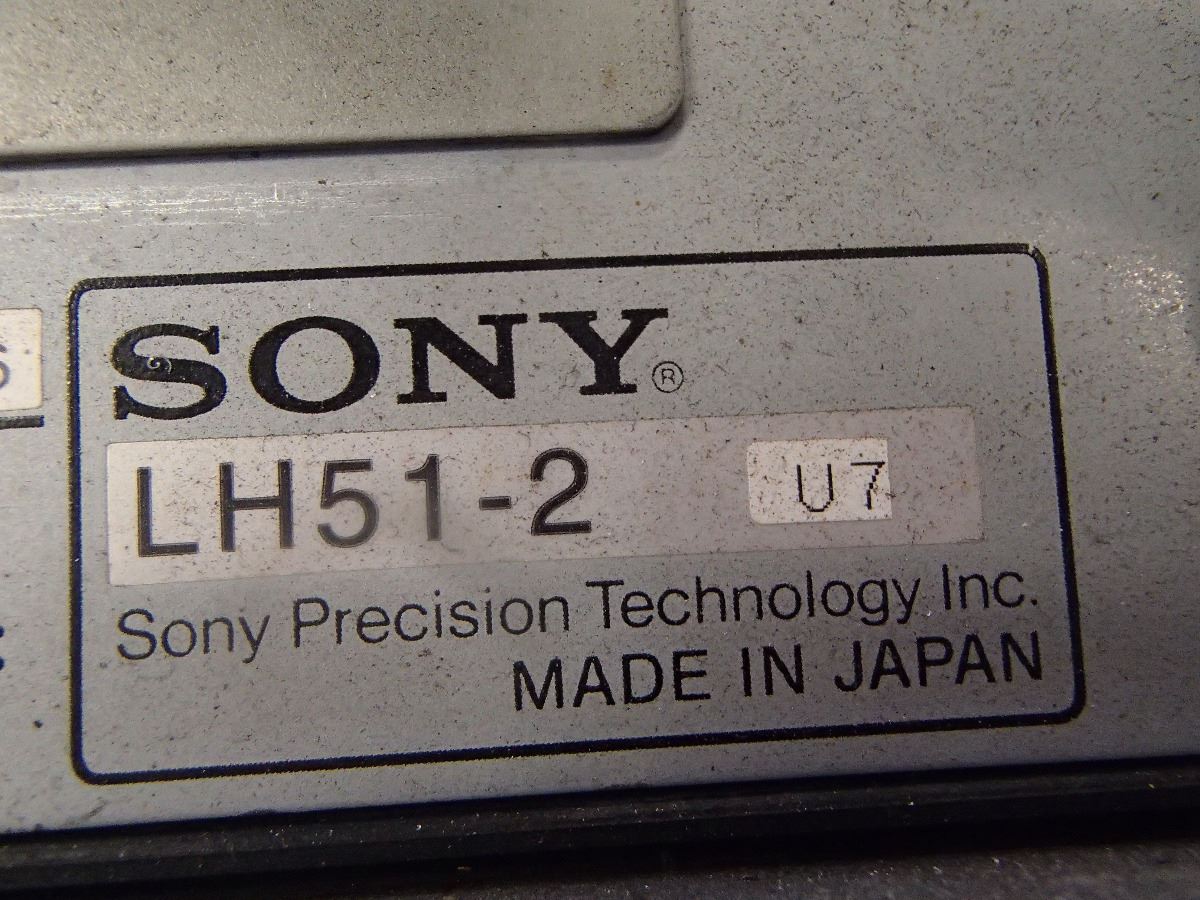 SONY®
LH51-2 U7
Sony Precision Technology Inc.
MADE IN JAPAN